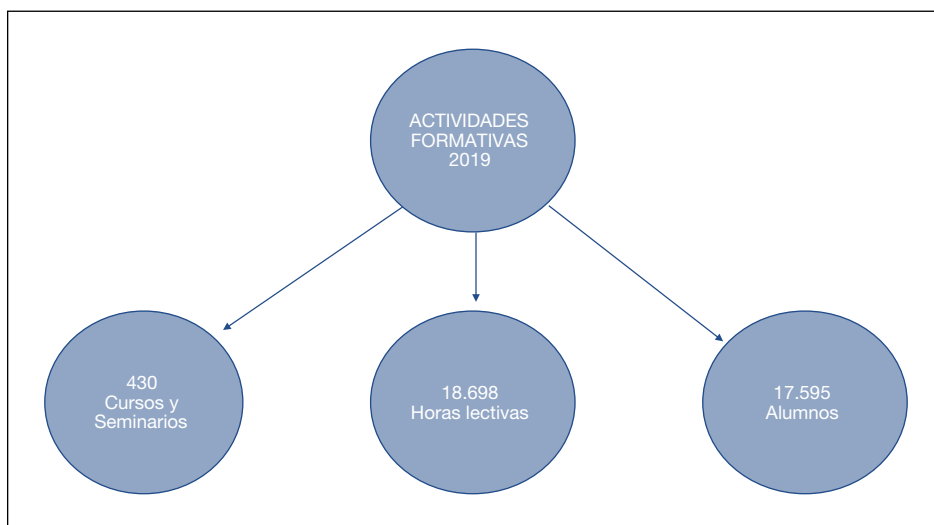 ACTIVIDADES
FORMATIVAS
2019
430
Cursos y
Seminarios
18.698
Horas lectivas
17.595
Alumnos